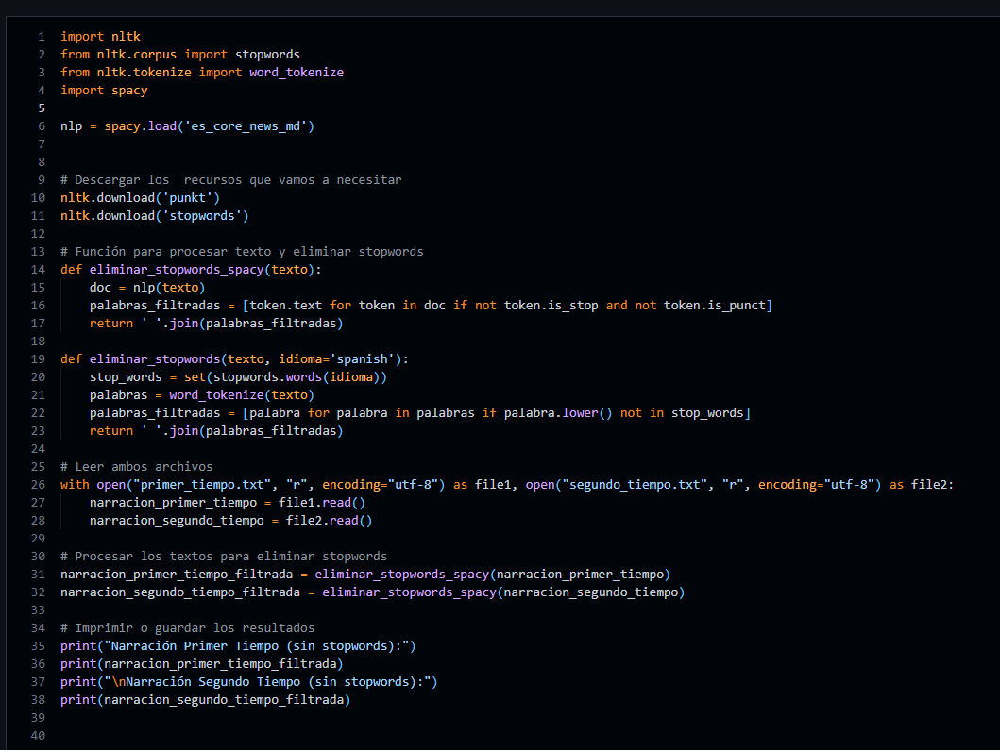 1 import nltk
2 from nltk.corpus import stopwords
3 from nltk.tokenize import word_tokenize
4 import spacy
5
6 nlp = spacy.load('es_core_news_md')
7
8
9 # Descargar los  recursos que vamos a necesitar
10 nltk.download('punkt')
11 nltk.download('stopwords')
12
13 # Función para procesar texto y eliminar stopwords
14 def eliminar_stopwords_spacy(texto):
15     doc = nlp(texto)
16     palabras_filtradas = [token.text for token in doc if not token.is_stop and not token.is_punct]
17     return ' '.join(palabras_filtradas)
18
19 def eliminar_stopwords(texto, idioma='spanish'):
20     stop_words = set(stopwords.words(idioma))
21     palabras = word_tokenize(texto)
22     palabras_filtradas = [palabra for palabra in palabras if palabra.lower() not in stop_words]
23     return ' '.join(palabras_filtradas)
24
25 # Leer ambos archivos
26 with open("primer_tiempo.txt", "r", encoding="utf-8") as file1, open("segundo_tiempo.txt", "r", encoding="utf-8") as file2:
27     narracion_primer_tiempo = file1.read()
28     narracion_segundo_tiempo = file2.read()
29
30 # Procesar los textos para eliminar stopwords
31 narracion_primer_tiempo_filtrada = eliminar_stopwords_spacy(narracion_primer_tiempo)
32 narracion_segundo_tiempo_filtrada = eliminar_stopwords_spacy(narracion_segundo_tiempo)
33
34 # Imprimir o guardar los resultados
35 print("Narración Primer Tiempo (sin stopwords):")
36 print(narracion_primer_tiempo_filtrada)
37 print("\nNarración Segundo Tiempo (sin stopwords):")
38 print(narracion_segundo_tiempo_filtrada)
39
40